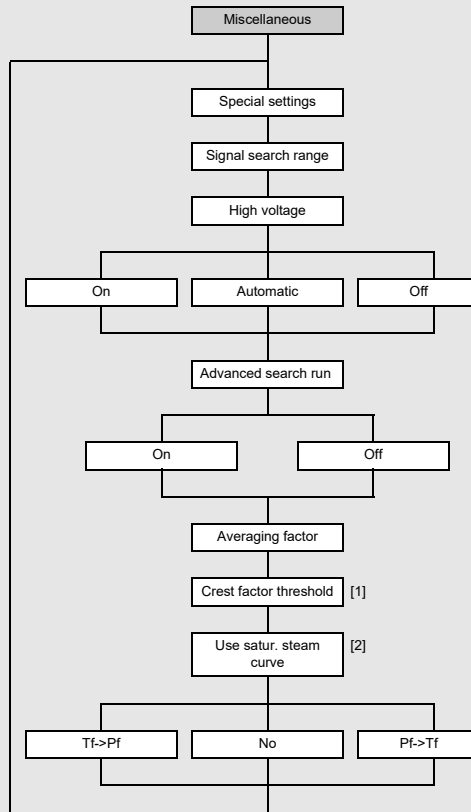 Miscellaneous
Special settings
Signal search range
High voltage
On
Automatic
Off
Advanced search run
On
Off
Averaging factor
Crest factor threshold [1]
Use satur. steam [2]
curve
Tf->Pf
No
Pf->Tf